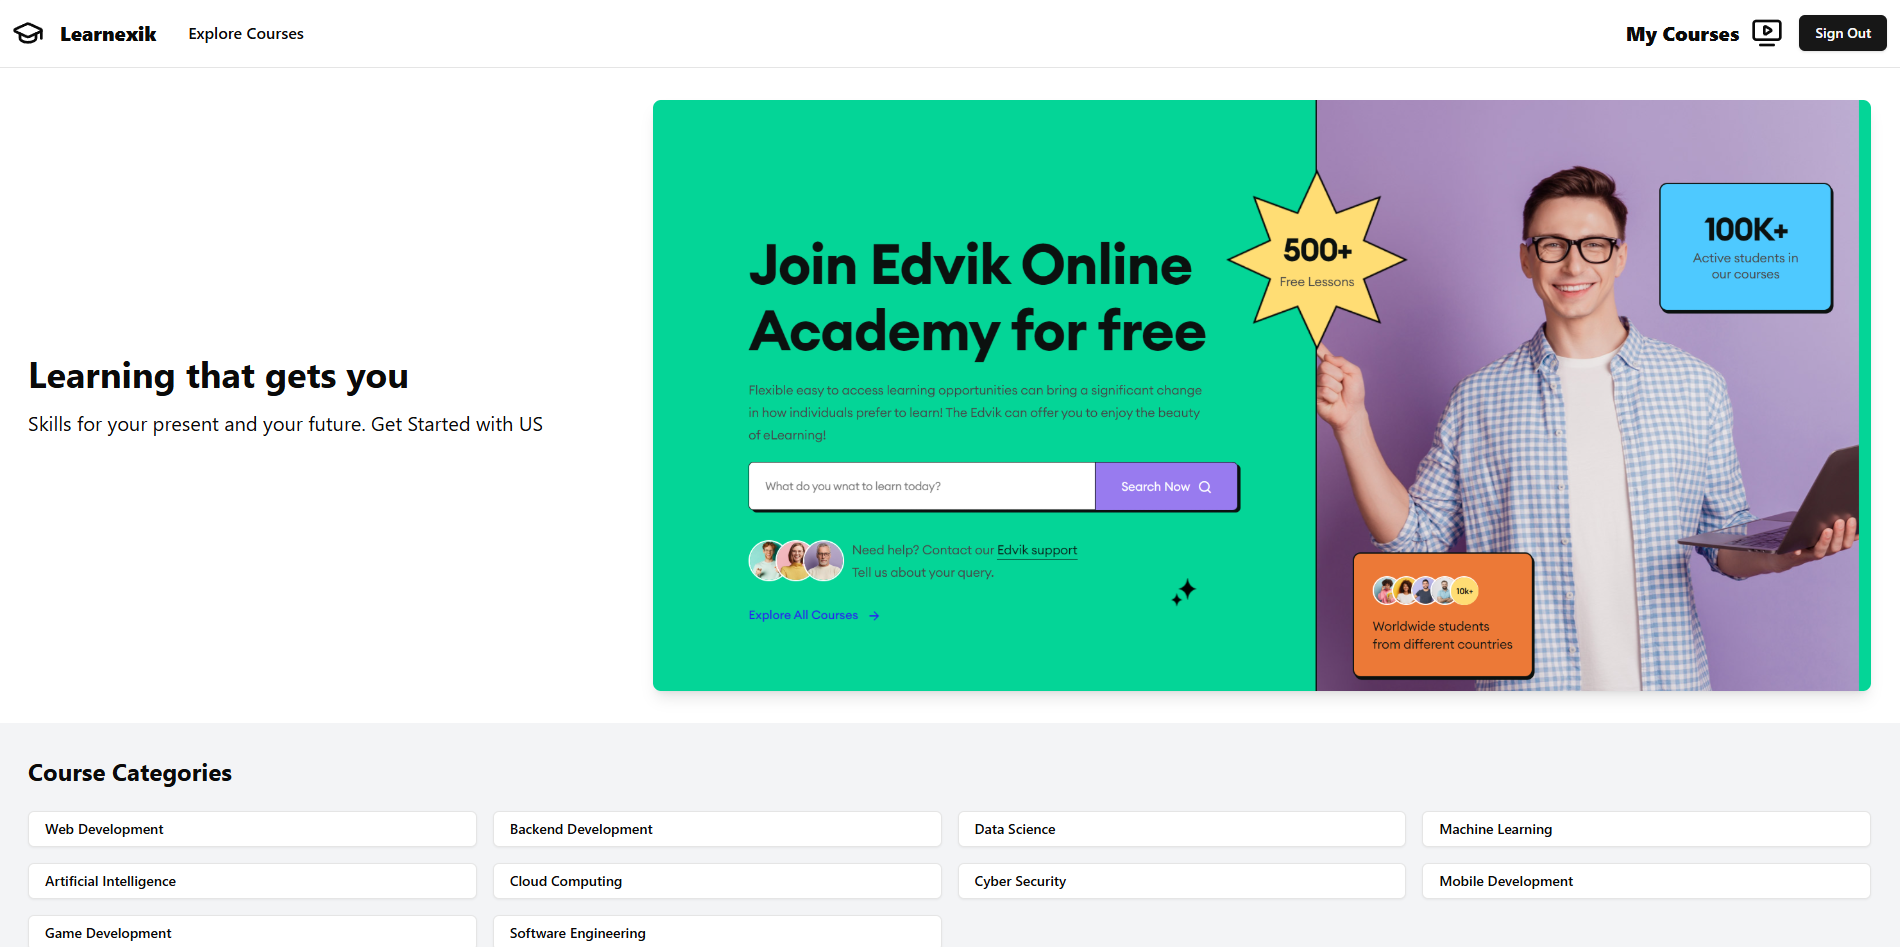 Learnexik
Explore Courses
My Courses
Sign Out
Learning that gets you
Skills for your present and your future. Get Started with US
Join Edvik Online
Academy for free
Flexible easy to access learning opportunities can bring a significant change
in how individuals prefer to learn! The Edvik can offer you to enjoy the beauty
of eLearning!
What do you wnat to learn today?
Search Now
Need help? Contact our Edvik support
Tell us about your query.
Explore All Courses
500+
Free Lessons
100K+
Active students in
our courses
10k+
Worldwide students
from different countries
Course Categories
Web Development
Backend Development
Data Science
Machine Learning
Artificial Intelligence
Cloud Computing
Cyber Security
Mobile Development
Game Development
Software Engineering